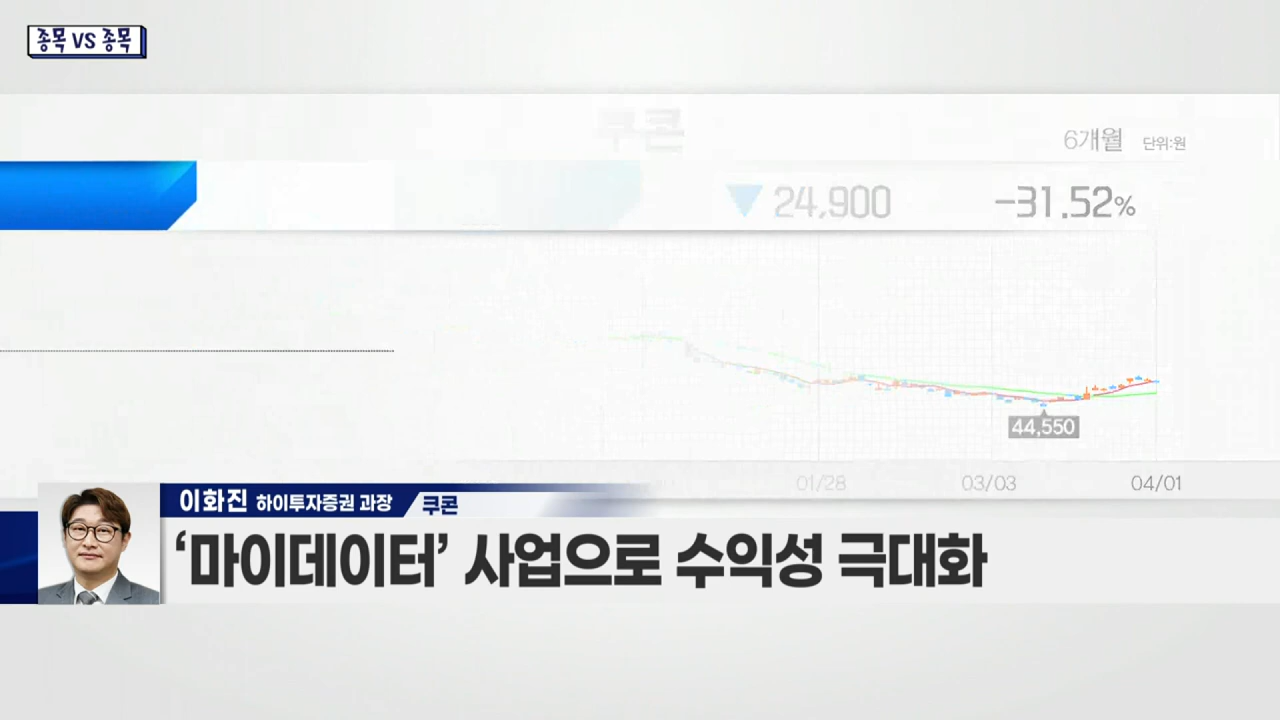 종목 VS 종목
쿠콘
6개월 단위:원
▼24,900 -31.52%
44,550
01/28 03/03 04/01
이화진 하이투자증권 과장 쿠콘
‘마이데이터’ 사업으로 수익성 극대화